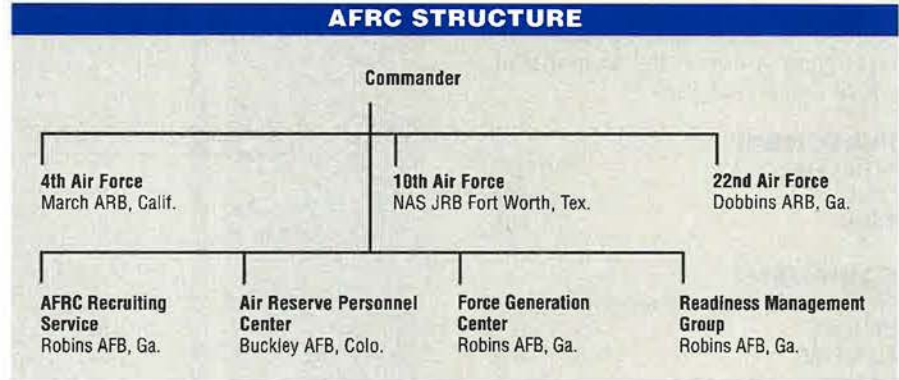 AFRC STRUCTURE
Commander
4th Air Force
March ARB, Calif.
10th Air Force
NAS JRB Fort Worth, Tex.
22nd Air Force
Dobbins ARB, Ga.
AFRC Recruiting
Service
Robins AFB, Ga.
Air Reserve Personnel
Center
Buckley AFB, Colo.
Force Generation
Center
Robins AFB, Ga.
Readiness Management
Group
Robins AFB, Ga.